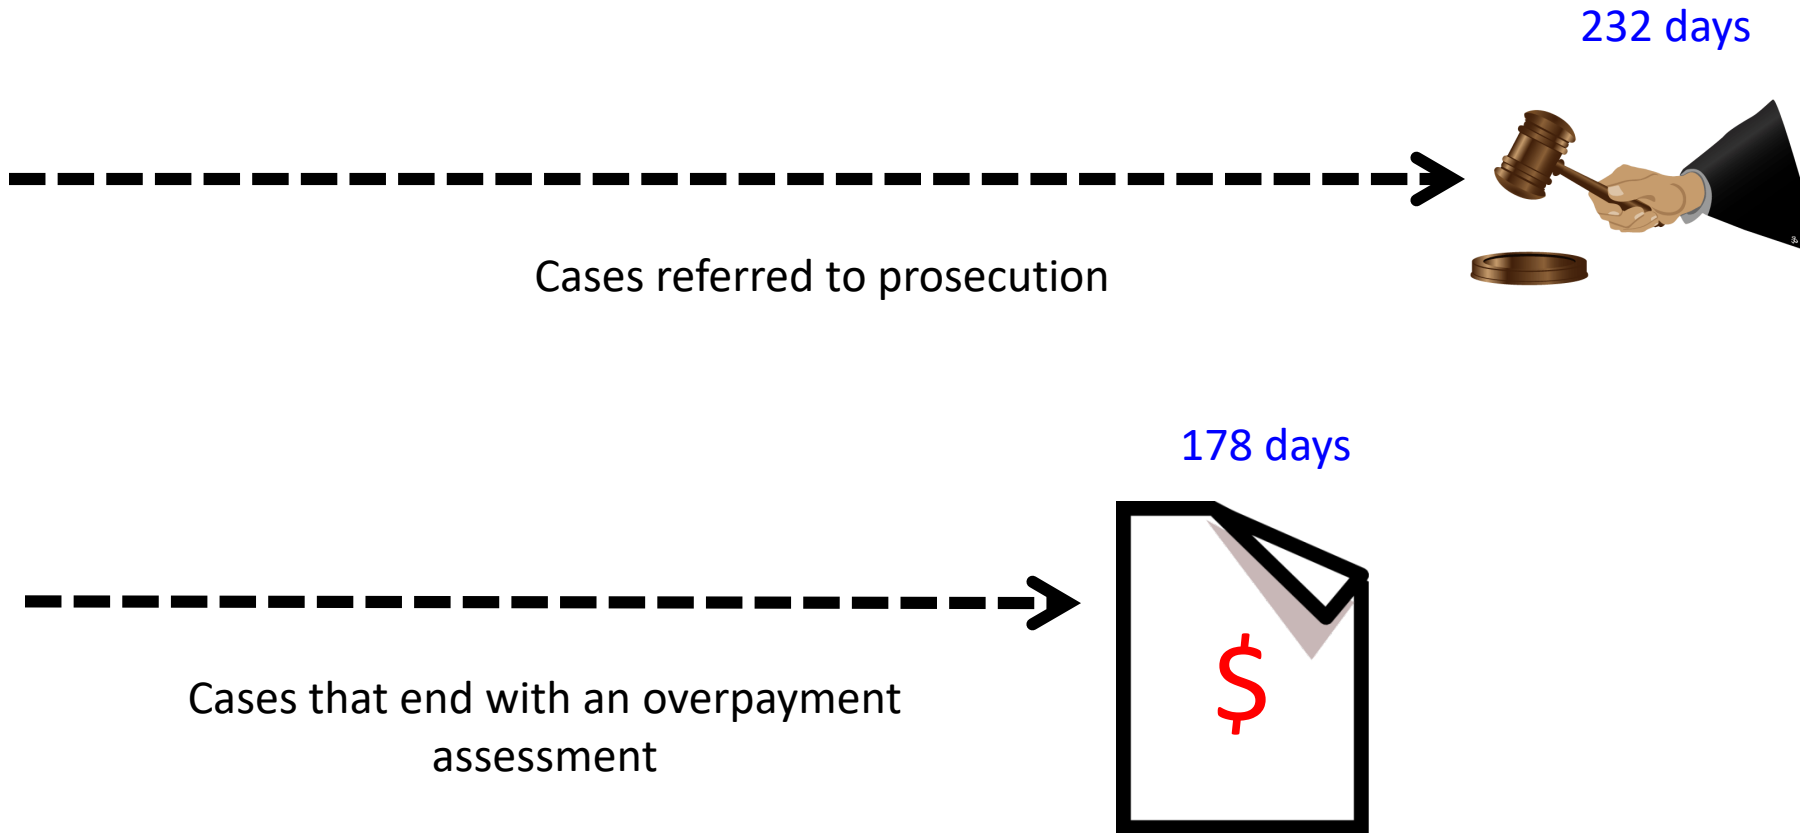 232 days
Cases referred to prosecution
178 days
$
Cases that end with an overpayment
assessment